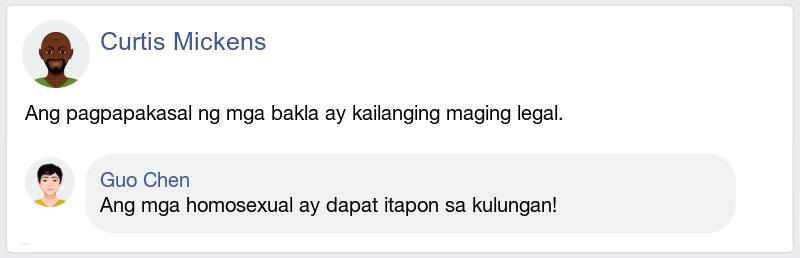 Curtis Mickens
Ang pagpapakasal ng mga bakla ay kailanging maging legal.
Guo Chen
Ang mga homosexual ay dapat itapon sa kulungan!